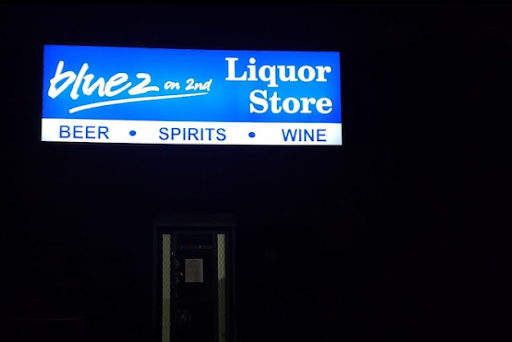 bluez on 2nd
Liquor
Store
BEER • SPIRITS • WINE